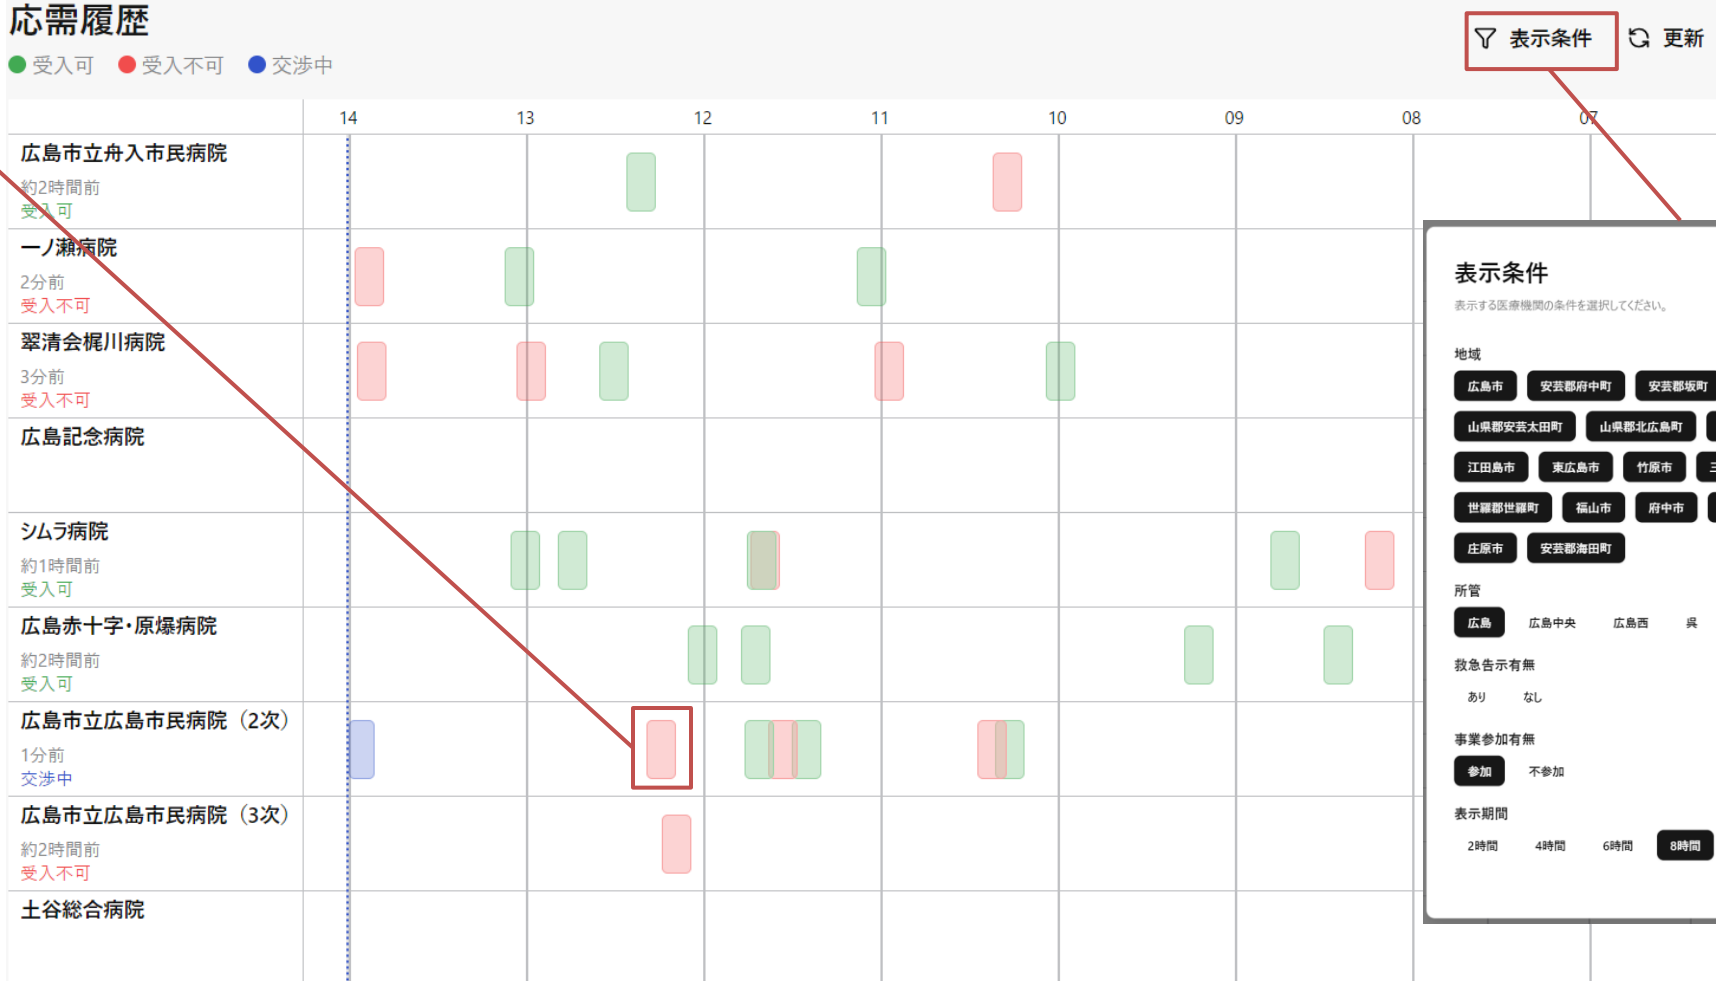 応需履歴
表示条件 更新
受入可 受入不可 交渉中
14 13 12 11 10 09 08 07
広島市立舟入市民病院
約2時間前
受入可
一ノ瀬病院
2分前
受入不可
翠清会梶川病院
3分前
受入不可
広島記念病院
シムラ病院
約1時間前
受入可
広島赤十字・原爆病院
約2時間前
受入可
広島市立広島市民病院（2次）
1分前
交渉中
広島市立広島市民病院（3次）
約2時間前
受入不可
土谷総合病院
表示条件
表示する医療機関の条件を選択してください。
地域
広島市 安芸郡府中町 安芸郡坂町
山県郡安芸太田町 山県郡北広島町
江田島市 東広島市 竹原市 三
世羅郡世羅町 福山市 府中市
庄原市 安芸郡海田町
所管
広島 広島中央 広島西 呉
救急告示有無
あり なし
事業参加有無
参加 不参加
表示期間
2時間 4時間 6時間 8時間